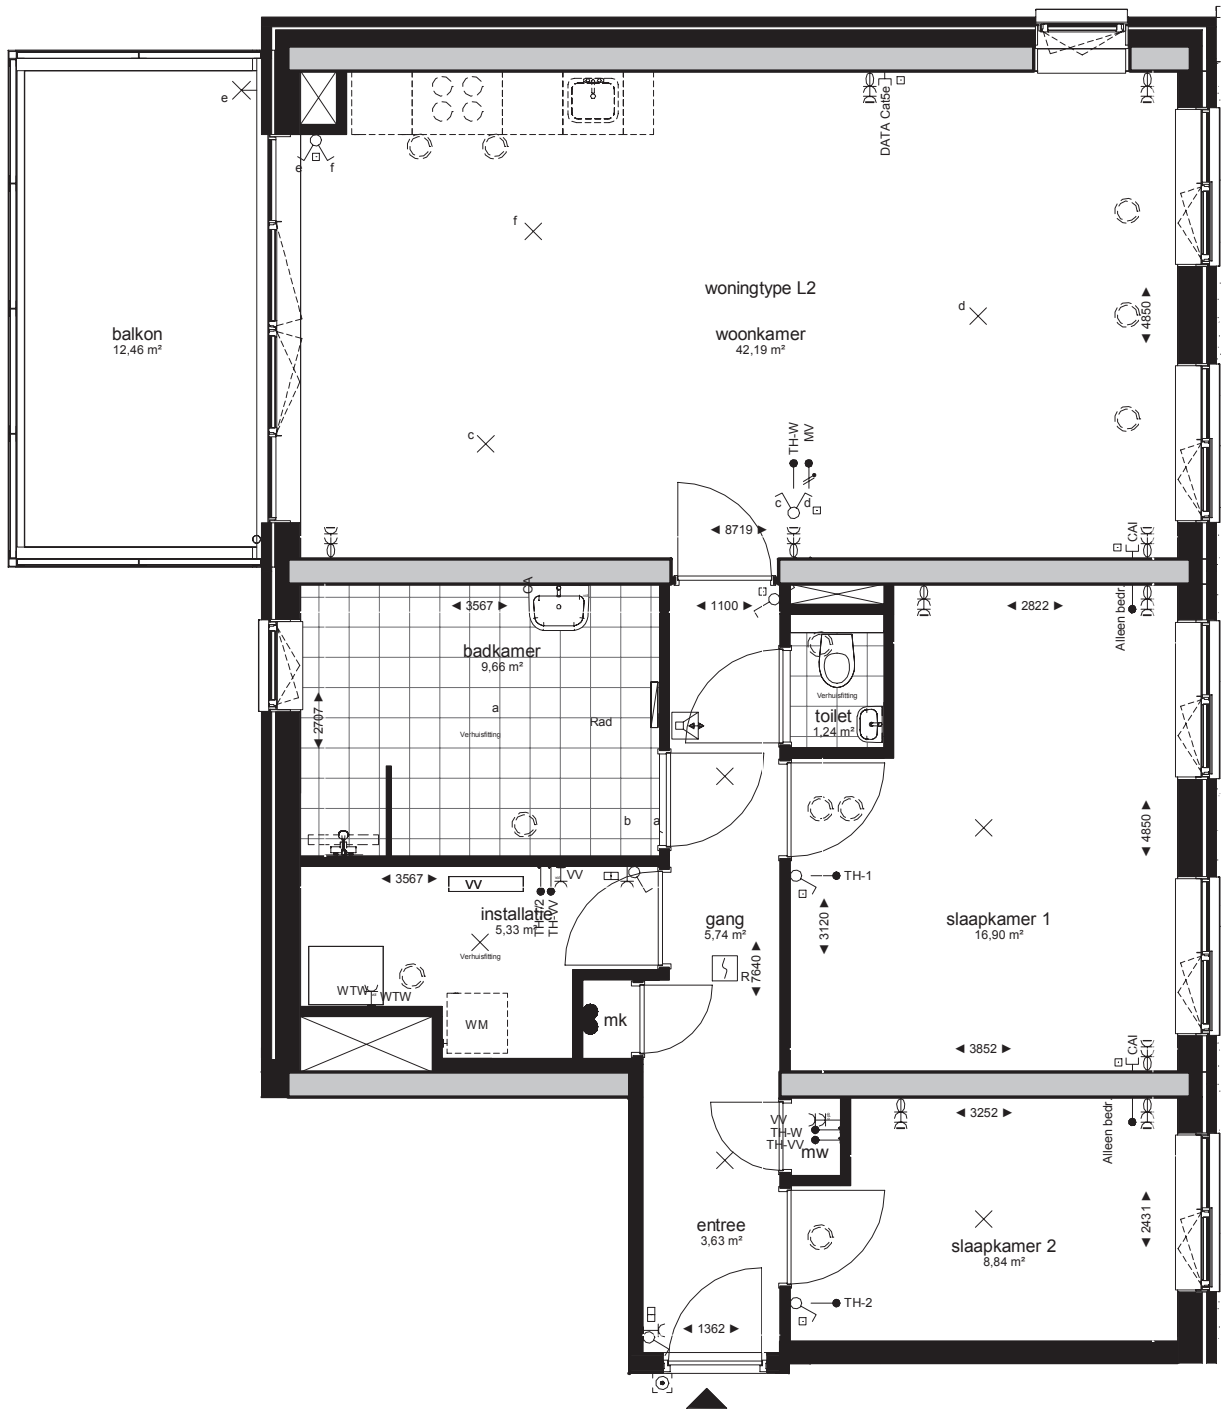 e
DATA Cat5e
e f
f
woningtype L2
d
balkon
12,46 m²
woonkamer
42,19 m²
4850
c
TH-W
MV
c d
8719
CAI
GA
3567
1100
2822
Alleen bedr.
badkamer
9,66 m²
2707
a
Rad
Verhuisfitting
Verhuisfitting
toilet
1,24 m²
b a
4850
3567
VV
VV
TH-1
TH-VV
installatie
5,33 m²
Verhuisfitting
gang
5,74 m²
3120
slaapkamer 1
16,90 m²
7640
R
WTW
WTW
WM
mk
3852
CAI
VV
TH-W
TH-VV
mw
3252
Alleen bedr.
entree
3,63 m²
2431
slaapkamer 2
8,84 m²
TH-2
1362